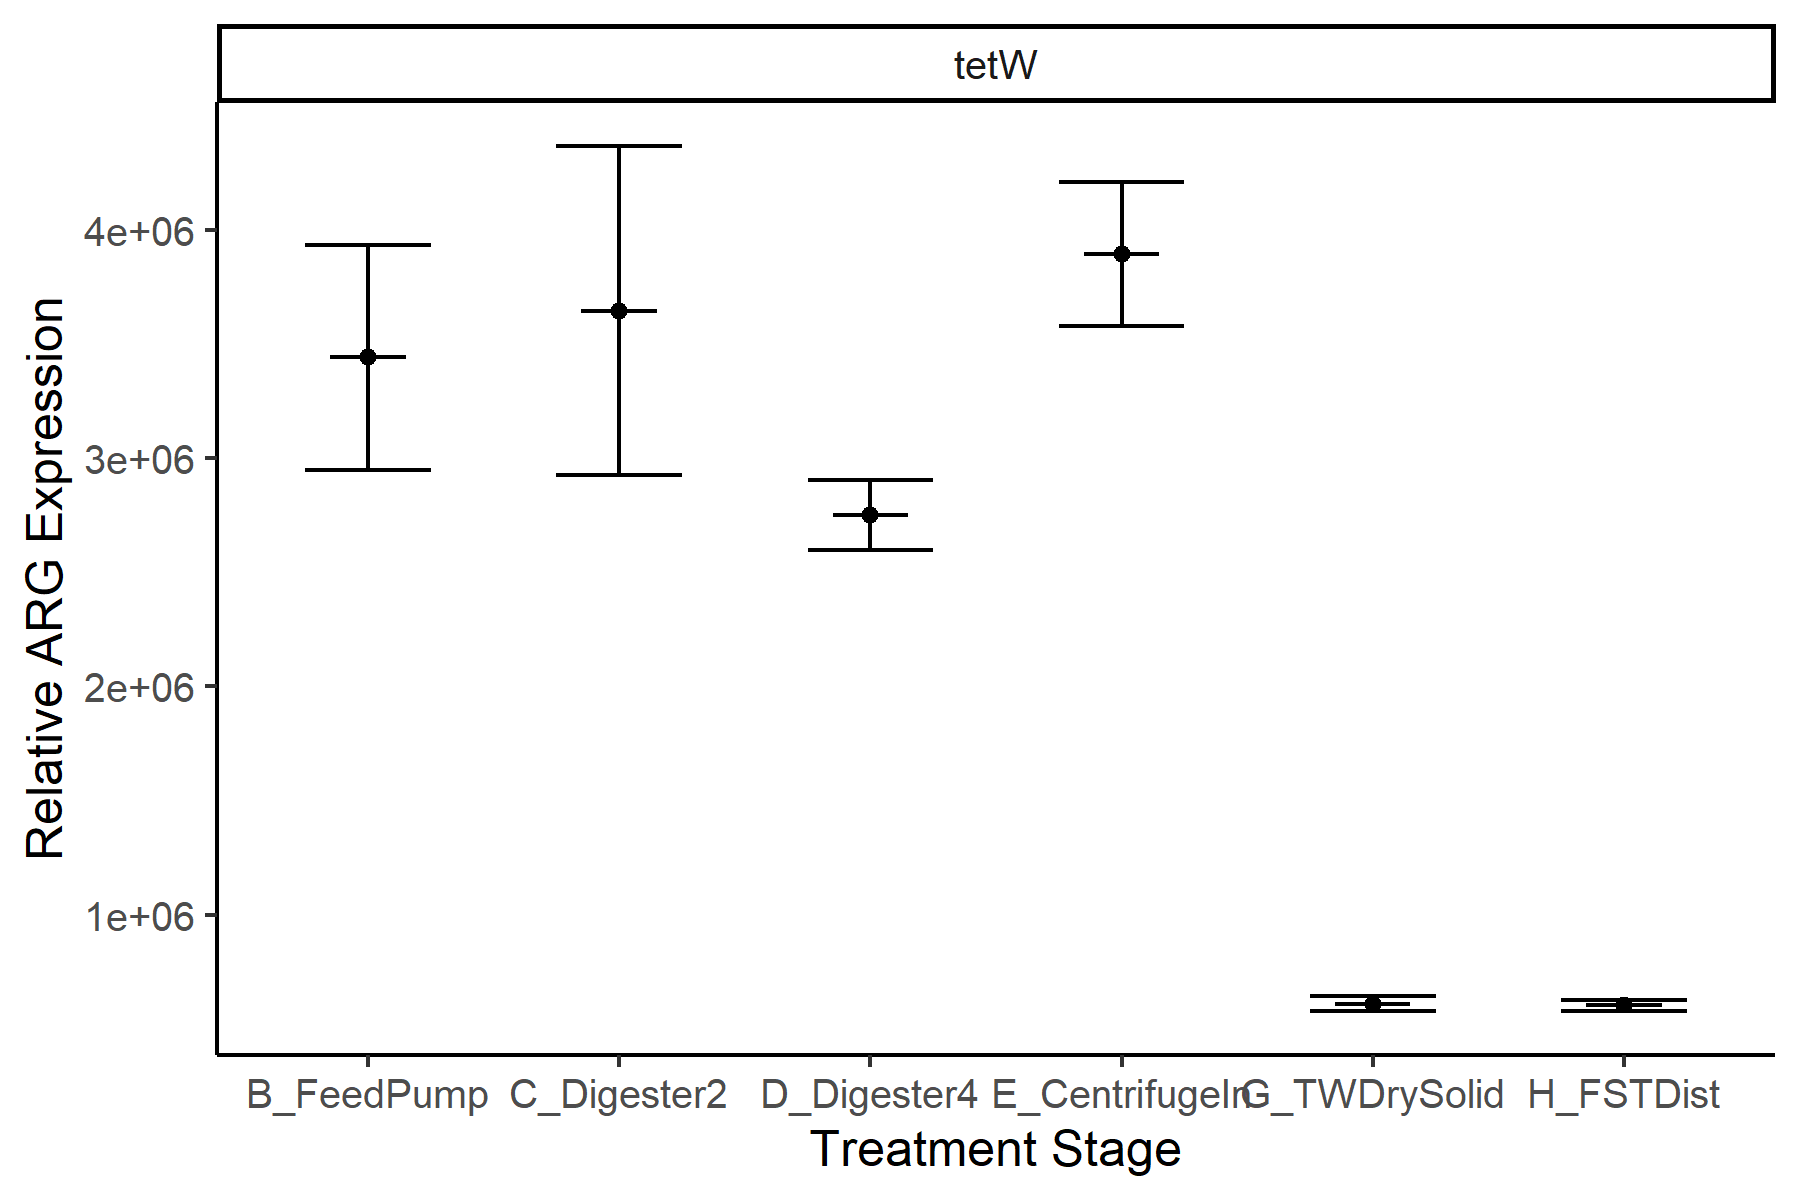 tetW
Relative ARG Expression
4e+06
3e+06
2e+06
1e+06
B_FeedPump C_Digester2 D_Digester4 E_CentrifugeIn G_TWDrySolid H_FSTDist
Treatment Stage